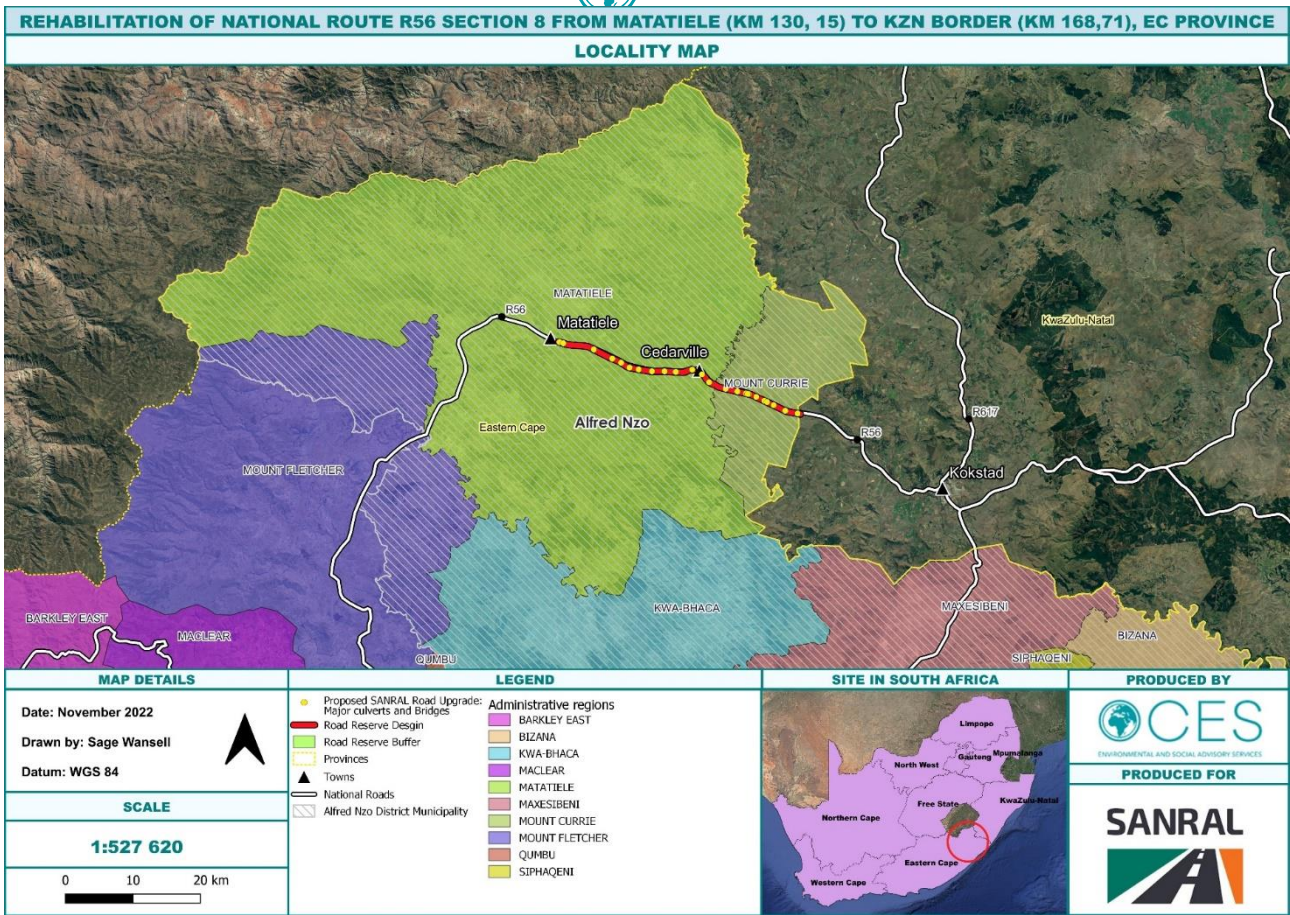 REHABILITATION OF NATIONAL ROUTE R56 SECTION 8 FROM MATATIELE (KM 130, 15) TO KZN BORDER (KM 168,71), EC PROVINCE
LOCALITY MAP
MATATIELE
R56
Matatiele
Cedarville
MOUNT CURRIE
KwaZulu-Natal
Eastern Cape
Alfred Nzo
R56
R617
MOUNT FLETCHER
Kokstad
BARKLEY EAST
MACLEAR
QUMBU
KWA-BHACA
MAXESIBENI
BIZANA
SIPHAQENI
MAP DETAILS
Date: November 2022
Drawn by: Sage Wansell
Datum: WGS 84
SCALE
1:527 620
0 10 20 km
LEGEND
Proposed SANRAL Road Upgrade:
Major culverts and Bridges
Road Reserve Desgin
Road Reserve Buffer
Provinces
Towns
National Roads
Alfred Nzo District Municipality
Administrative regions
BARKLEY EAST
BIZANA
KWA-BHACA
MACLEAR
MATATIELE
MAXESIBENI
MOUNT CURRIE
MOUNT FLETCHER
QUMBU
SIPHAQENI
SITE IN SOUTH AFRICA
Limpopo
North West
Gauteng
Mpumalanga
Free State
KwaZulu-Natal
Northern Cape
Eastern Cape
Western Cape
PRODUCED BY
CES
ENVIRONMENTAL AND SOCIAL ADVISORY SERVICES
PRODUCED FOR
SANRAL